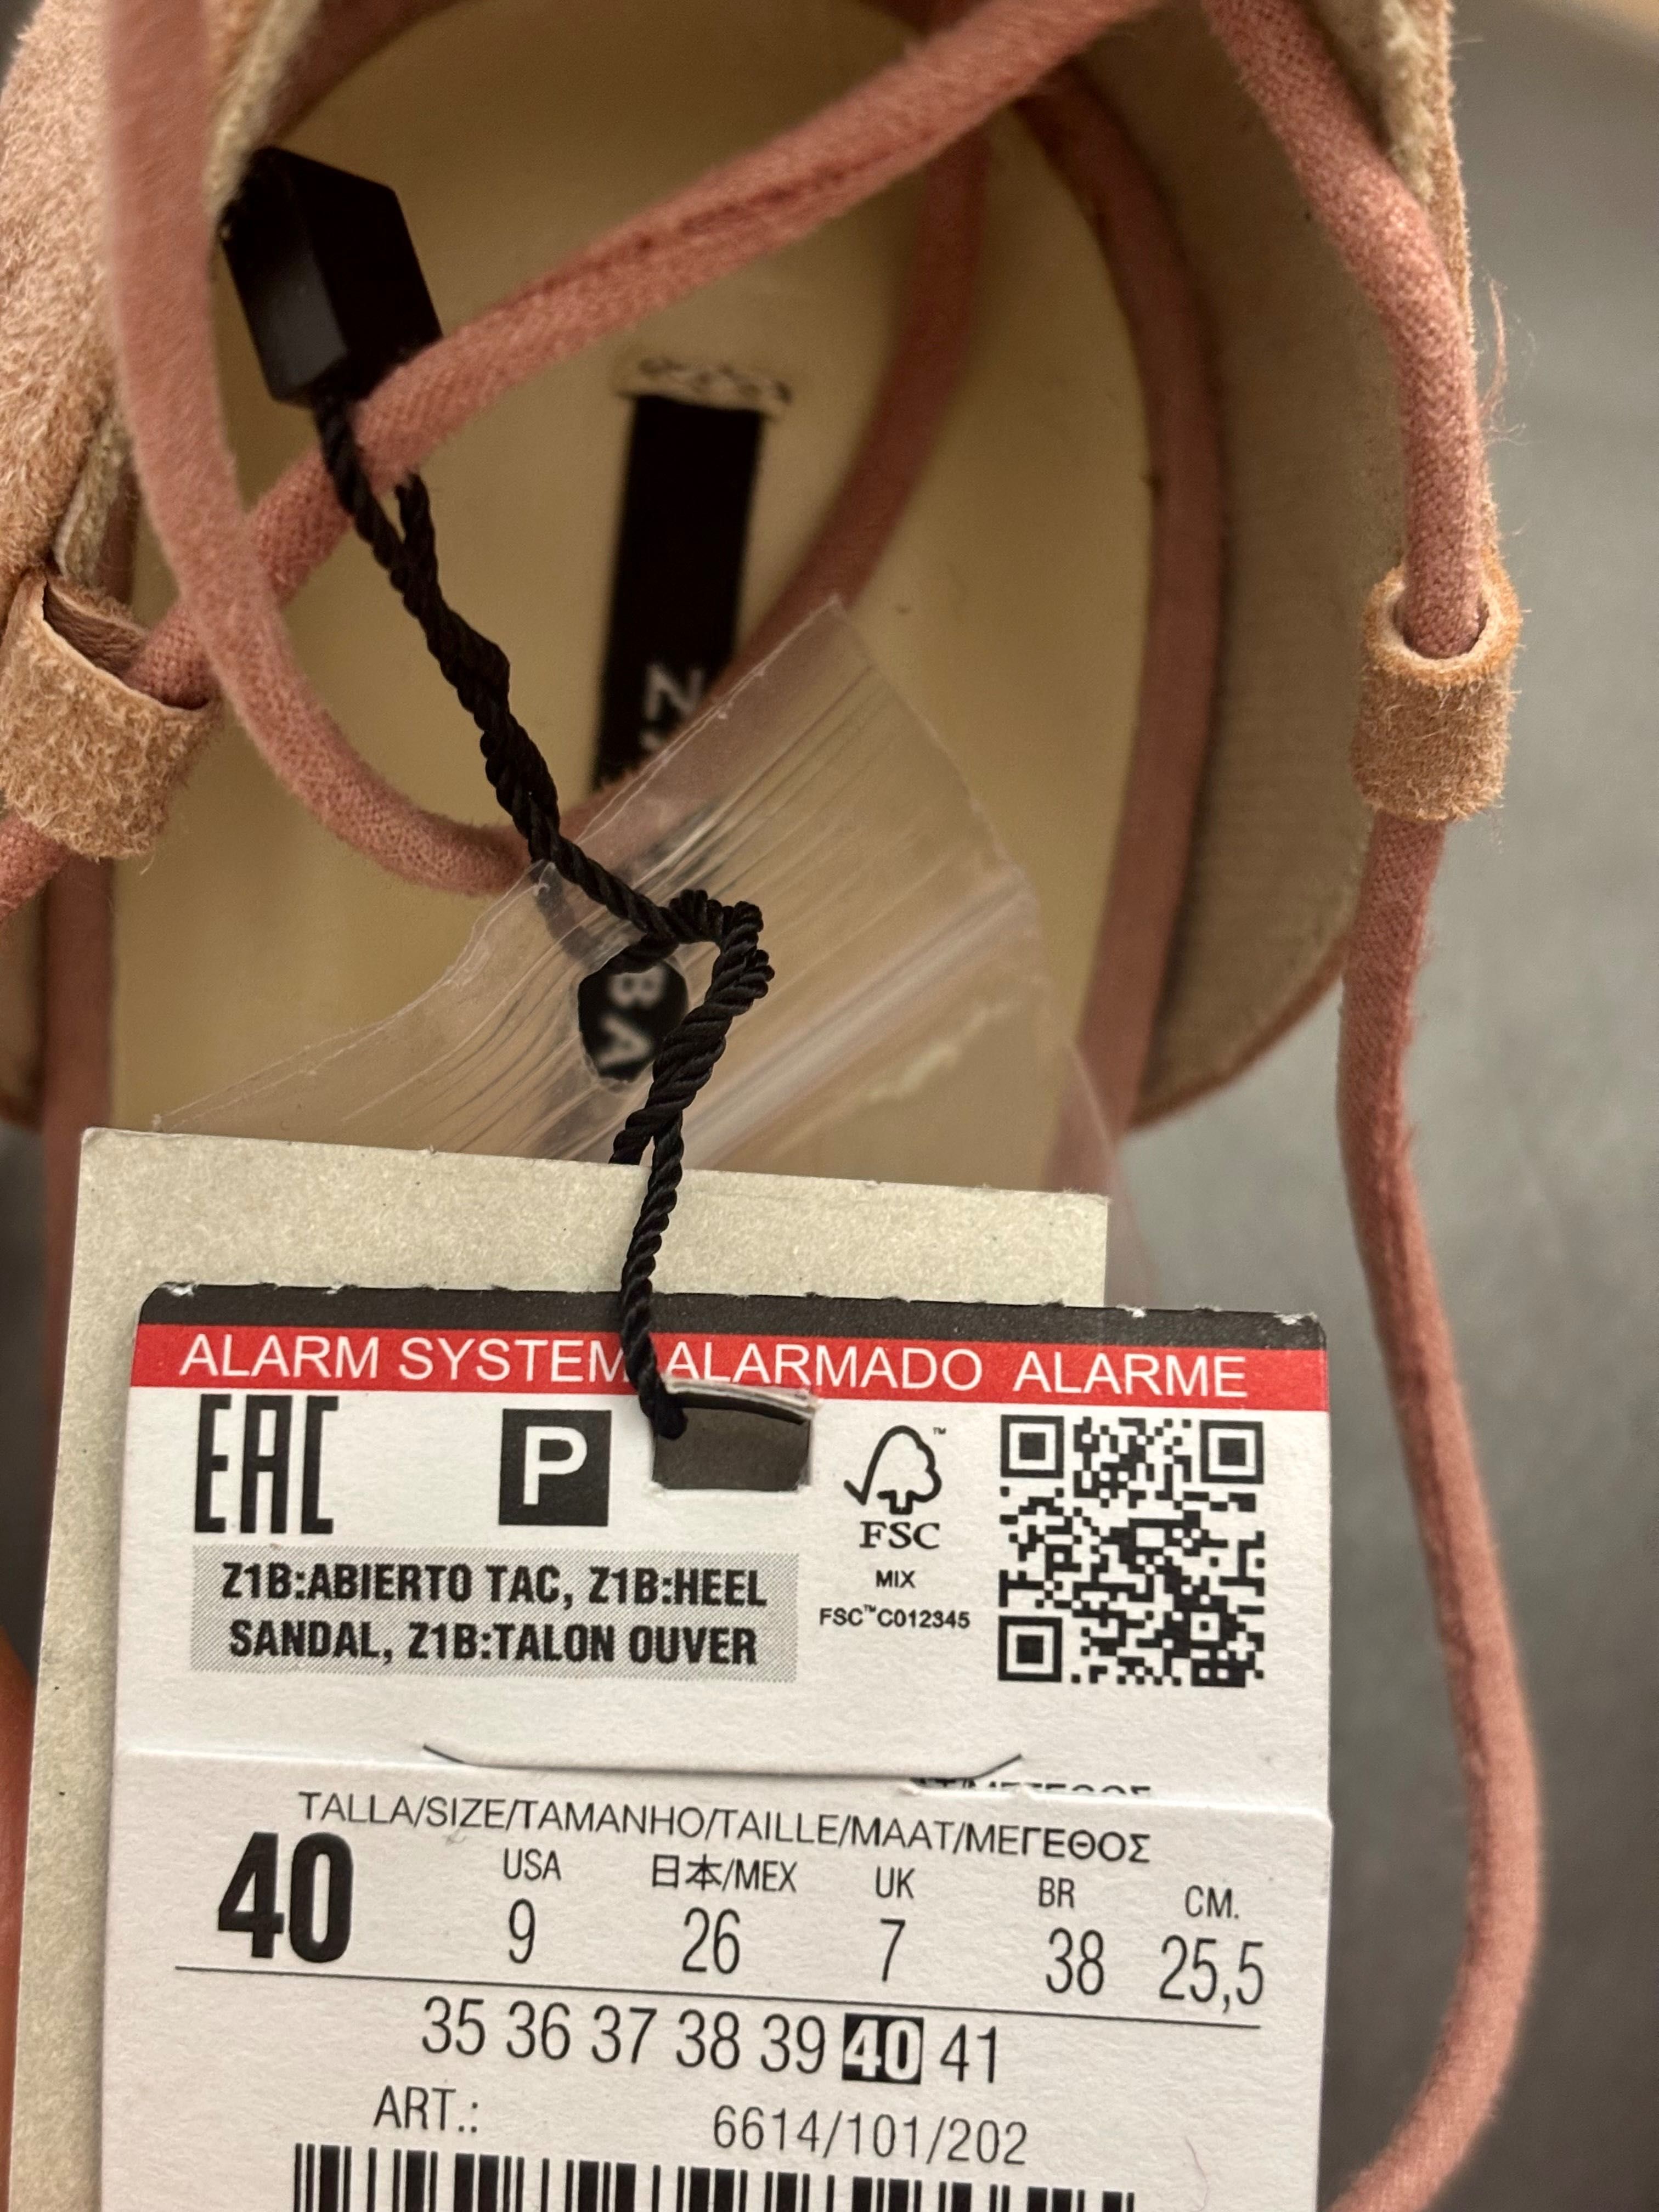 Z
BA
ALARM SYSTEM ALARMADO ALARME
EAC
P
FSC
MIX
FSC™C012345
Z1B:ABIERTO TAC, Z1B:HEEL
SANDAL, Z1B:TALON OUVER
TALLA/SIZE/TAMANHO/TAILLE/MAAT/ΜΕΓΕΘΟΣ
40
USA 日本/MEX UK BR CM.
9 26 7 38 25,5
35 36 37 38 39 40 41
ART.: 6614/101/202